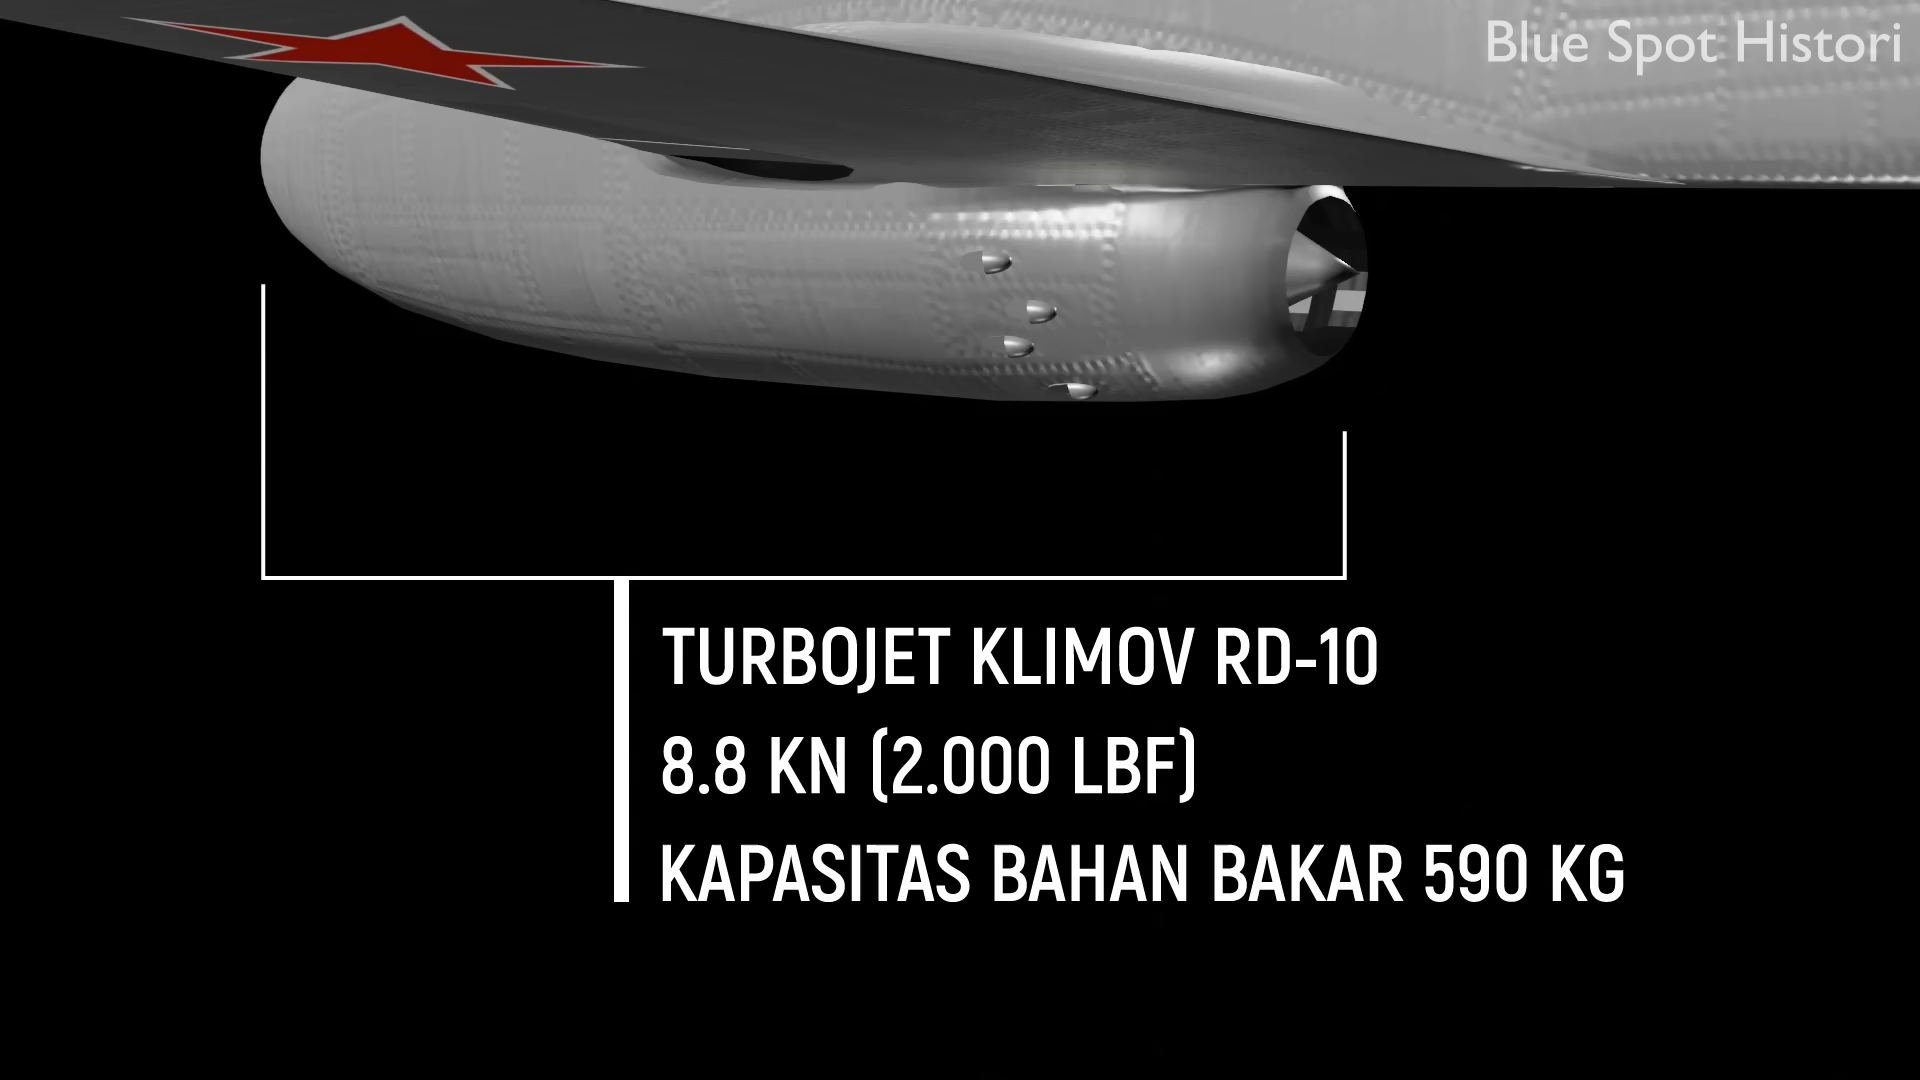 Blue Spot Histori
TURBOJET KLIMOV RD-10
8.8 KN (2.000 LBF)
KAPASITAS BAHAN BAKAR 590 KG